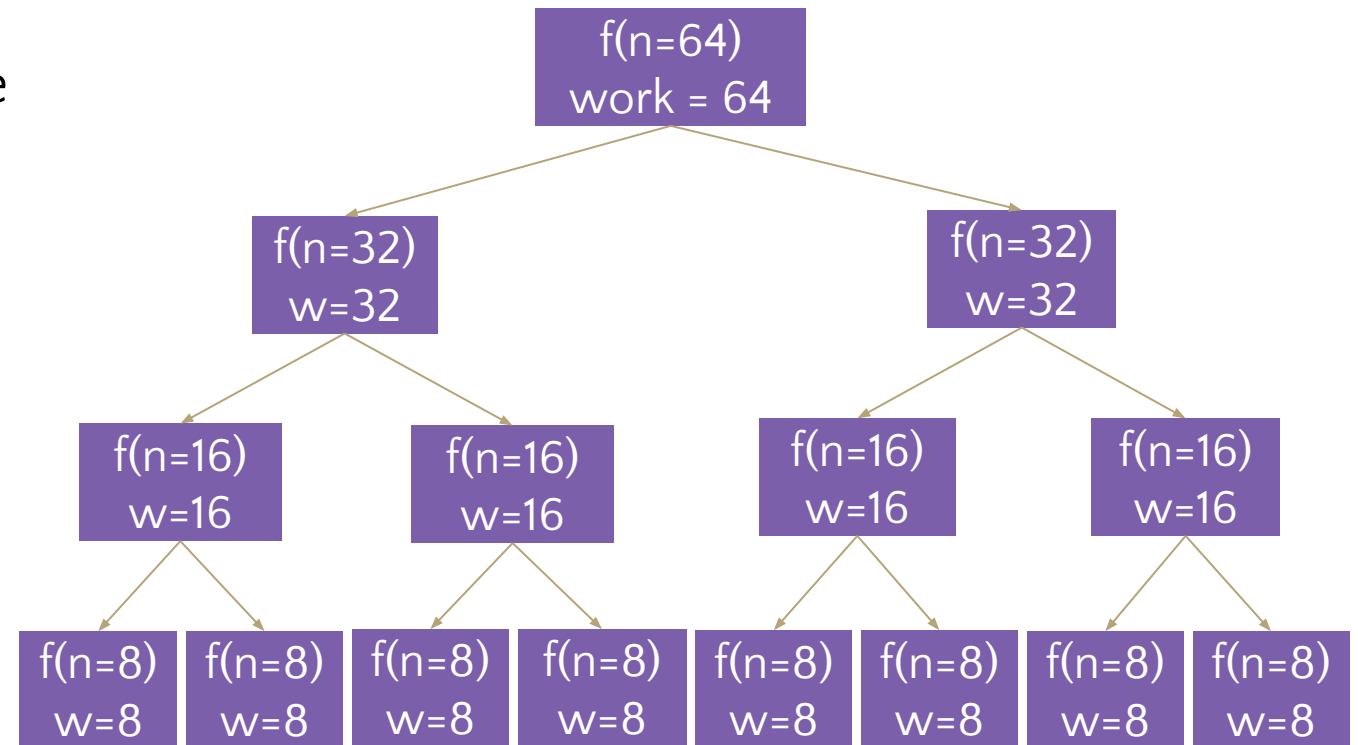 e
f(n=64)
work = 64
f(n=32)
w=32
f(n=32)
w=32
f(n=16)
w=16
f(n=16)
w=16
f(n=16)
w=16
f(n=16)
w=16
f(n=8)
w=8
f(n=8)
w=8
f(n=8)
w=8
f(n=8)
w=8
f(n=8)
w=8
f(n=8)
w=8
f(n=8)
w=8
f(n=8)
w=8